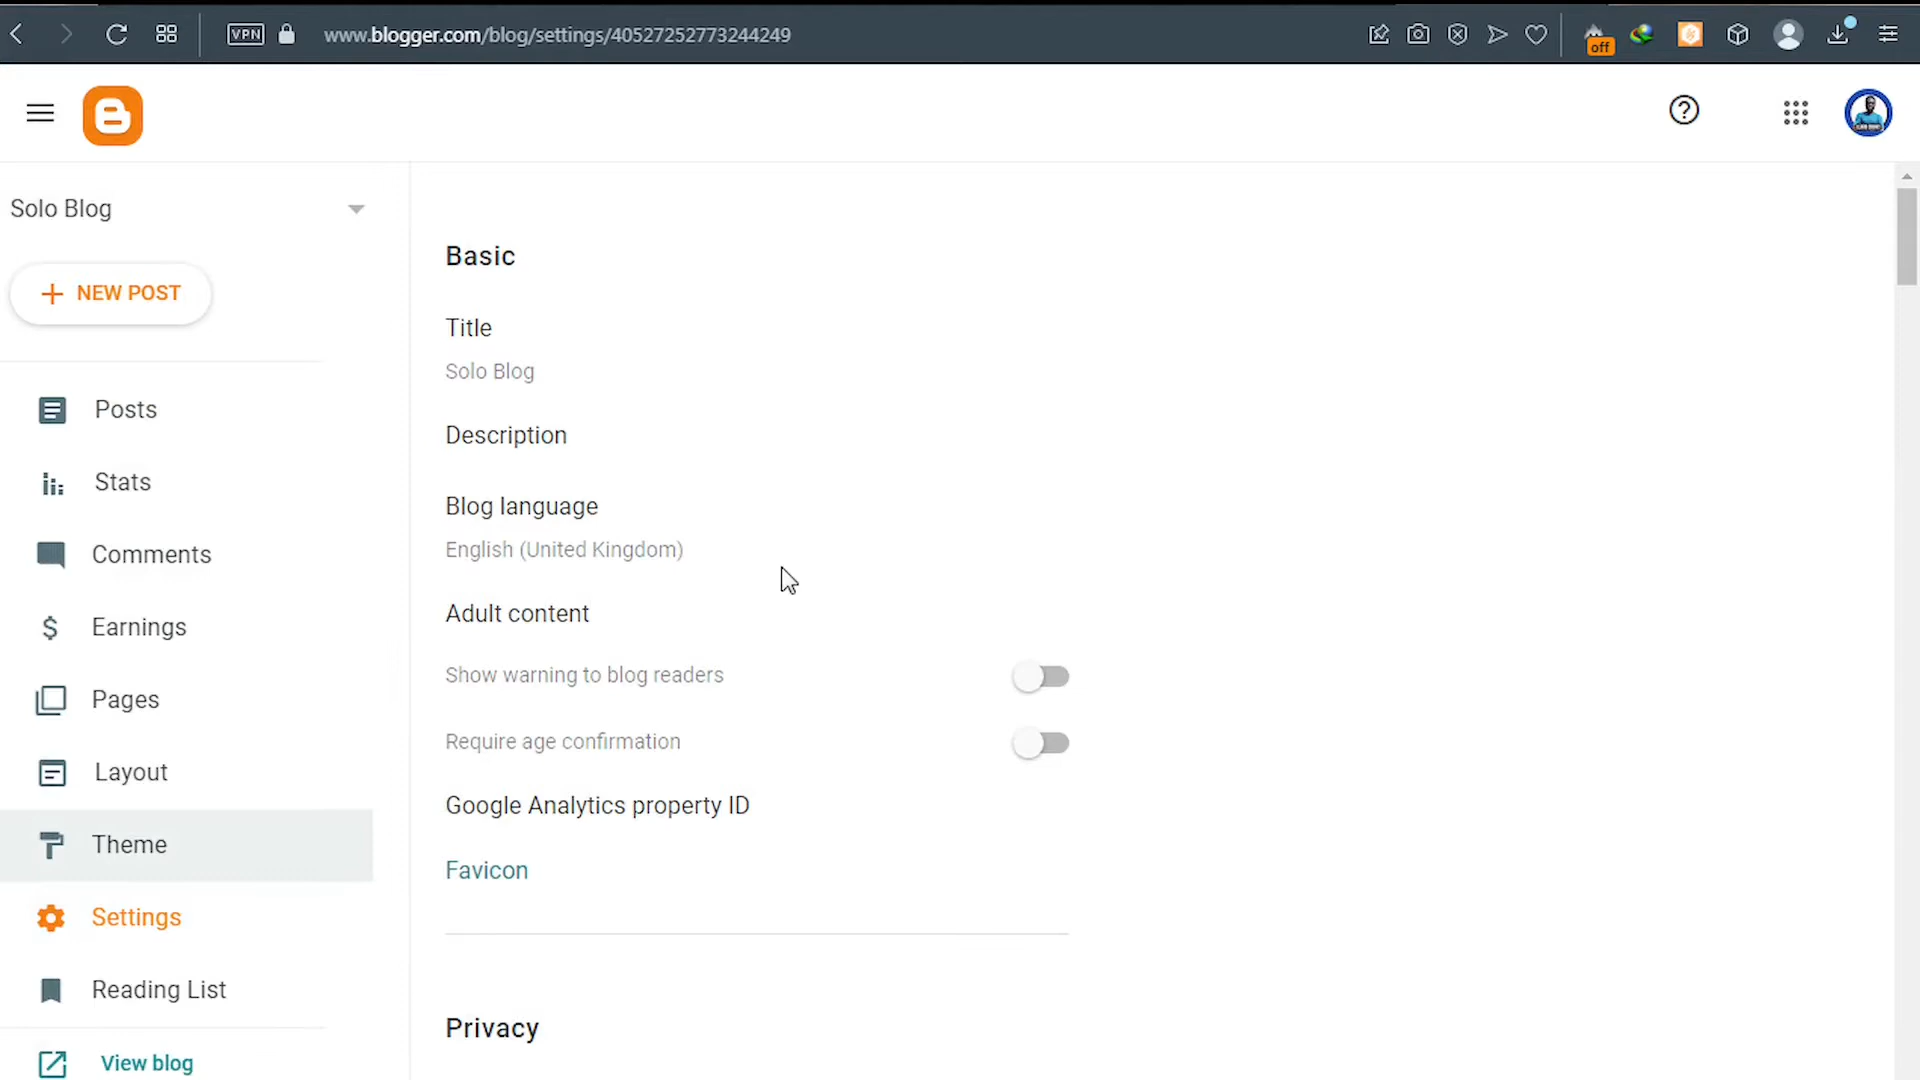 VPN
www.blogger.com/blog/settings/40527252773244249
off
Solo Blog
NEW POST
Posts
Stats
Comments
Earnings
Pages
Layout
Theme
Settings
Reading List
View blog
Basic
Title
Solo Blog
Description
Blog language
English (United Kingdom)
Adult content
Show warning to blog readers
Require age confirmation
Google Analytics property ID
Favicon
Privacy